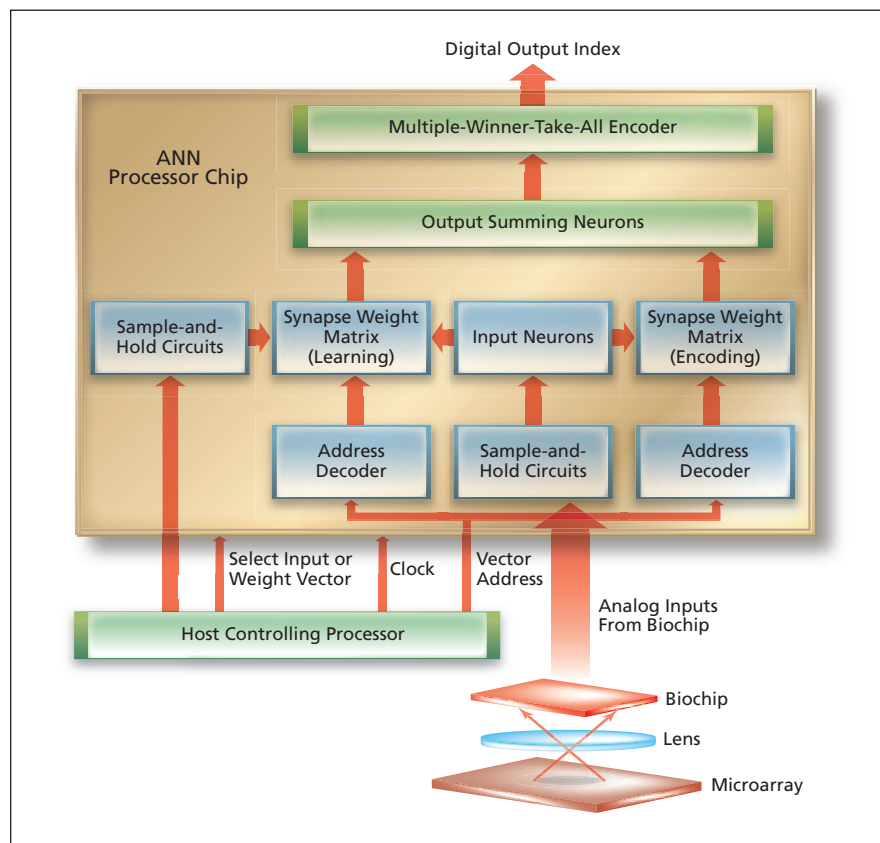 Digital Output Index
Multiple-Winner-Take-All Encoder
ANN
Processor Chip
Output Summing Neurons
Sample-and-
Hold Circuits
Synapse Weight
Matrix
(Learning)
Input Neurons
Synapse Weight
Matrix
(Encoding)
Address
Decoder
Sample-and-
Hold Circuits
Address
Decoder
Select Input or
Weight Vector
Clock
Vector
Address
Analog Inputs
From Biochip
Host Controlling Processor
Biochip
Lens
Microarray